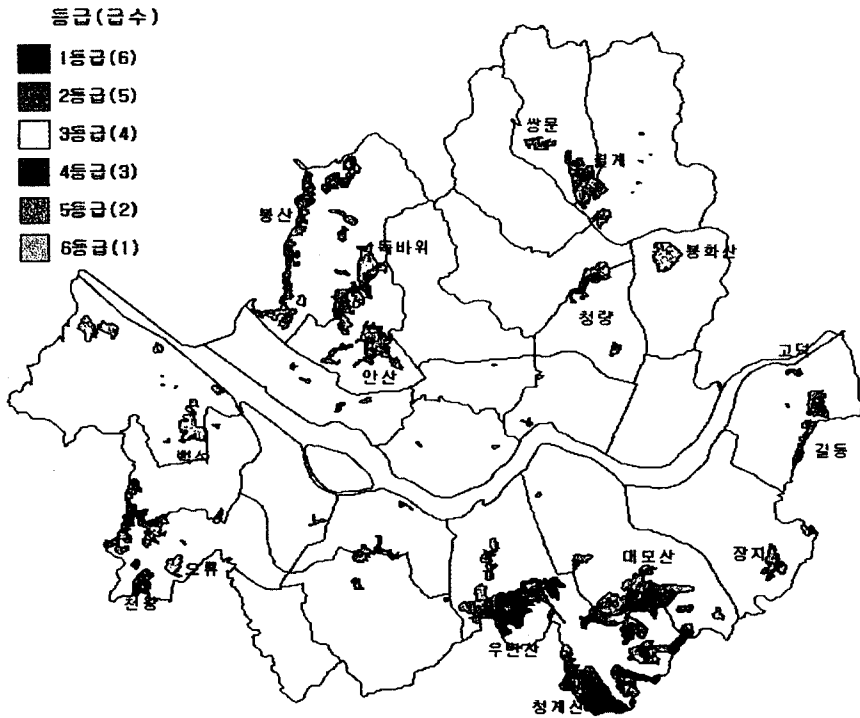 등급(급수)
1등급(6)
2등급(5)
3등급(4)
4등급(3)
5등급(2)
6등급(1)
쌍문
봉산
독바위
봉화산
청량
고덕
안산
길동
대모산
장지
오류
천왕
우면산
청계산